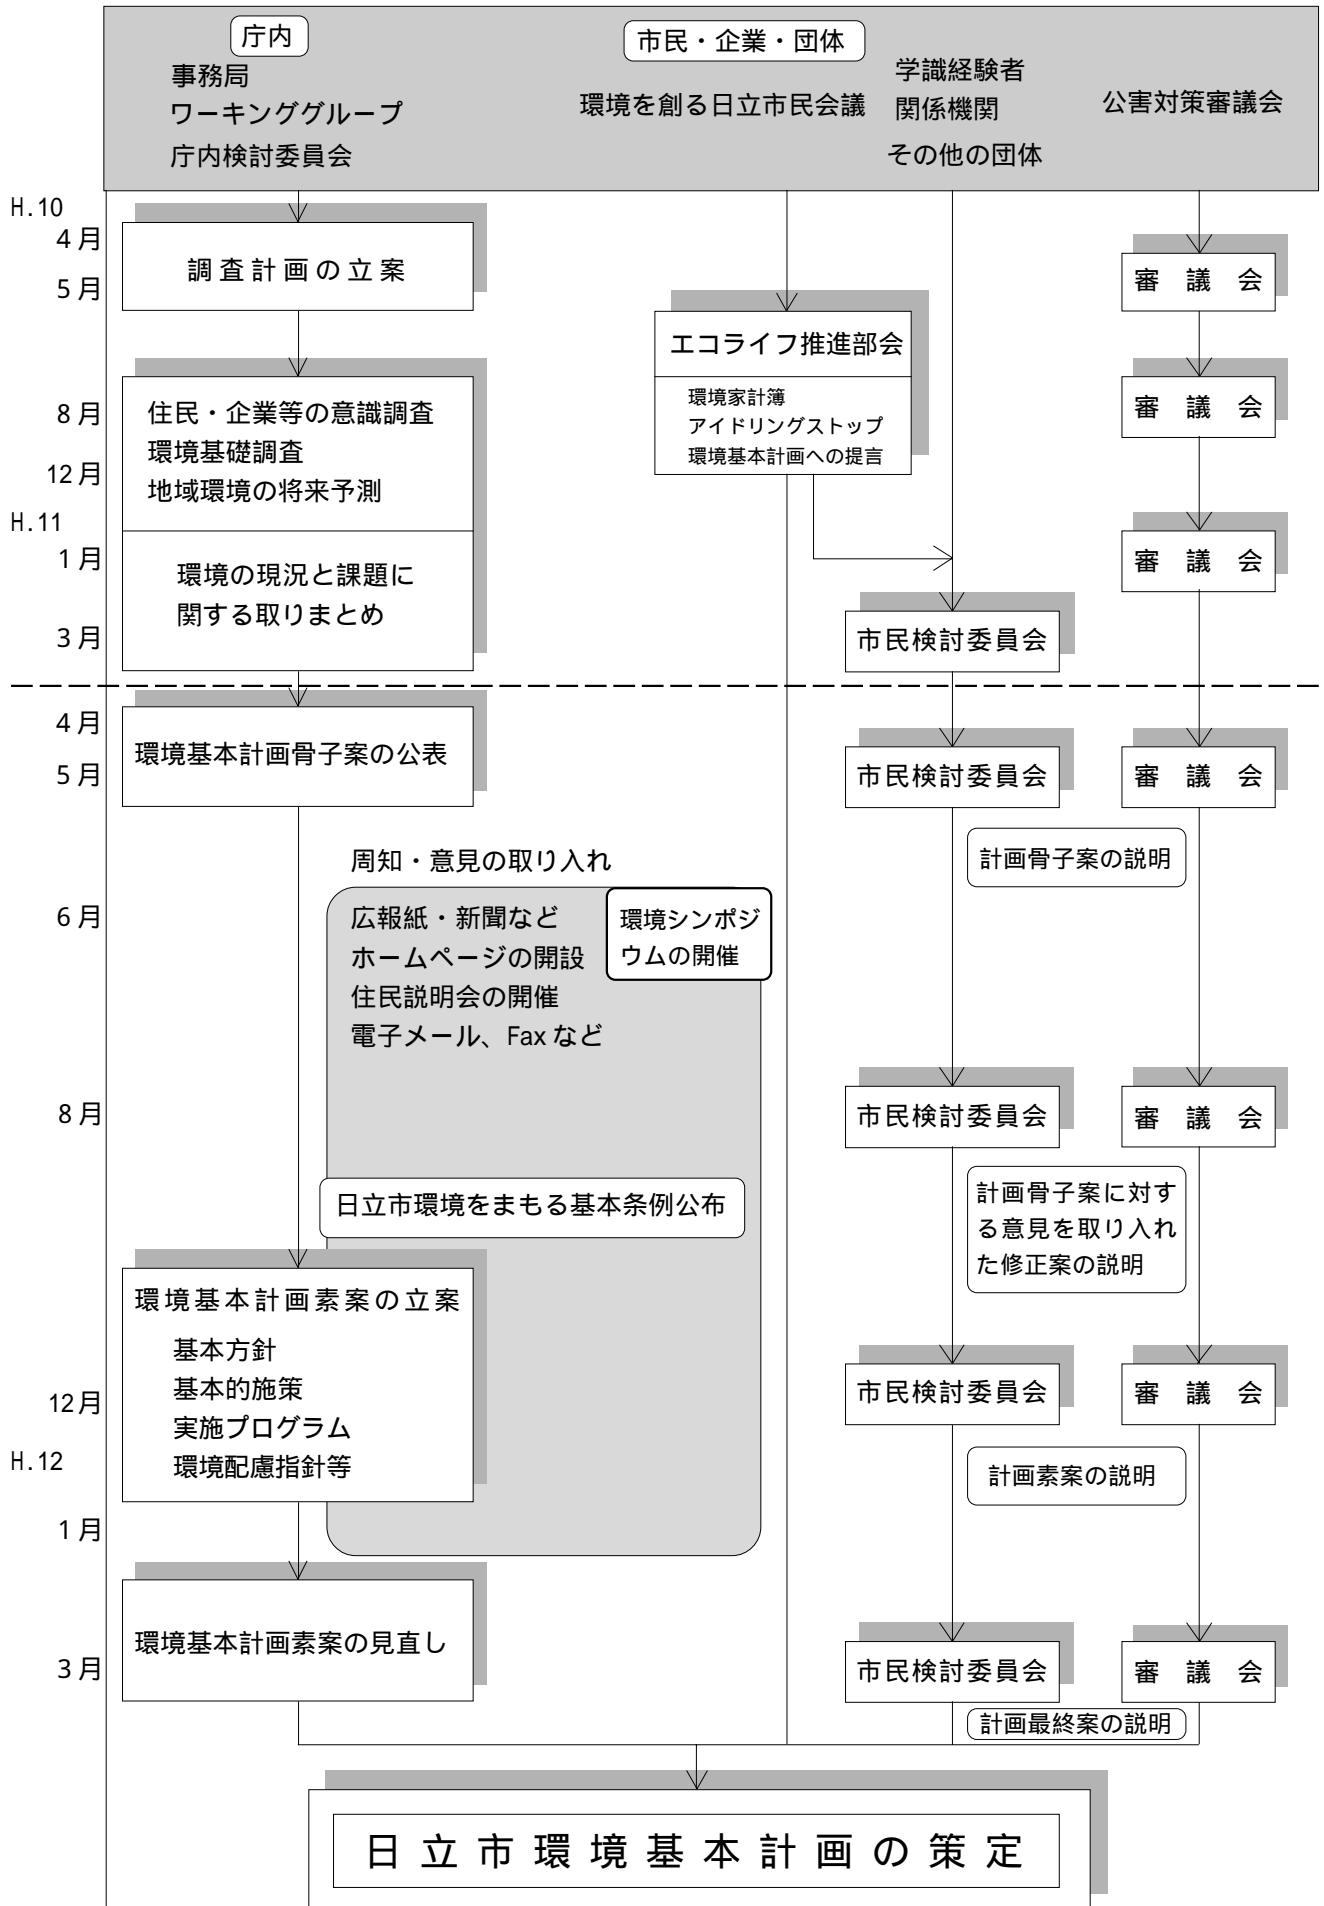 庁内
事務局
ワーキンググループ
庁内検討委員会
市民・企業・団体
環境を創る日立市民会議
学識経験者
関係機関
その他の団体
公害対策審議会
H.10
4月
5月
調査計画の立案
審議会
エコライフ推進部会
環境家計簿
アイドリングストップ
環境基本計画への提言
8月
12月
住民・企業等の意識調査
環境基礎調査
地域環境の将来予測
審議会
H.11
1月
3月
環境の現況と課題に
関する取りまとめ
審議会
市民検討委員会
4月
5月
環境基本計画骨子案の公表
市民検討委員会
審議会
計画骨子案の説明
周知・意見の取り入れ
6月
広報紙・新聞など
ホームページの開設
住民説明会の開催
電子メール、Faxなど
環境シンポジ
ウムの開催
8月
市民検討委員会
審議会
日立市環境をまもる基本条例公布
計画骨子案に対す
る意見を取り入れ
た修正案の説明
環境基本計画素案の立案
基本方針
基本的施策
実施プログラム
環境配慮指針等
12月
市民検討委員会
審議会
H.12
計画素案の説明
1月
3月
環境基本計画素案の見直し
市民検討委員会
審議会
計画最終案の説明
日立市環境基本計画の策定